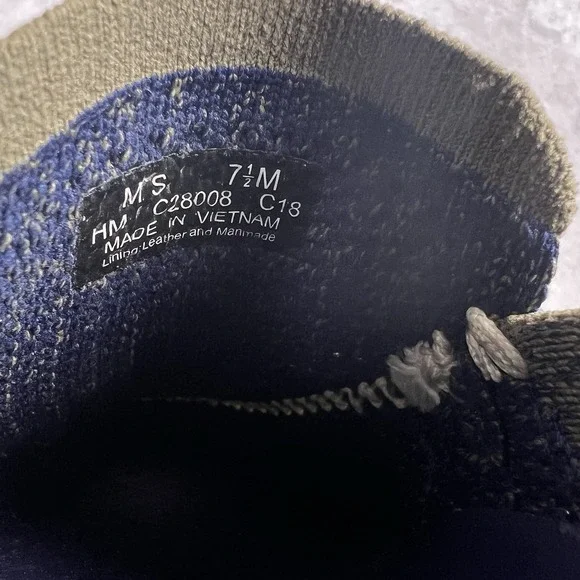 M'S 7½M
HM C28008 C18
MADE IN VIETNAM
Lining:Leather and Manmade